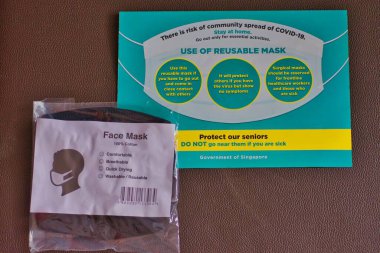 There is risk of community spread of COVID-19.
Stay at home.
Go out only for essential activities.
USE OF REUSABLE MASK
Use this
reusable mask if
you have to go out
and come in
close contact
with others
It will protect
others if you have
the virus but show
no symptoms
Surgical masks
should be reserved
for frontline
healthcare workers
and those who
are sick
Protect our seniors
DO NOT go near them if you are sick
Government of Singapore
Face Mask
100% Cotton
Comfortable
Breathable
Quick Drying
Washable / Reusable